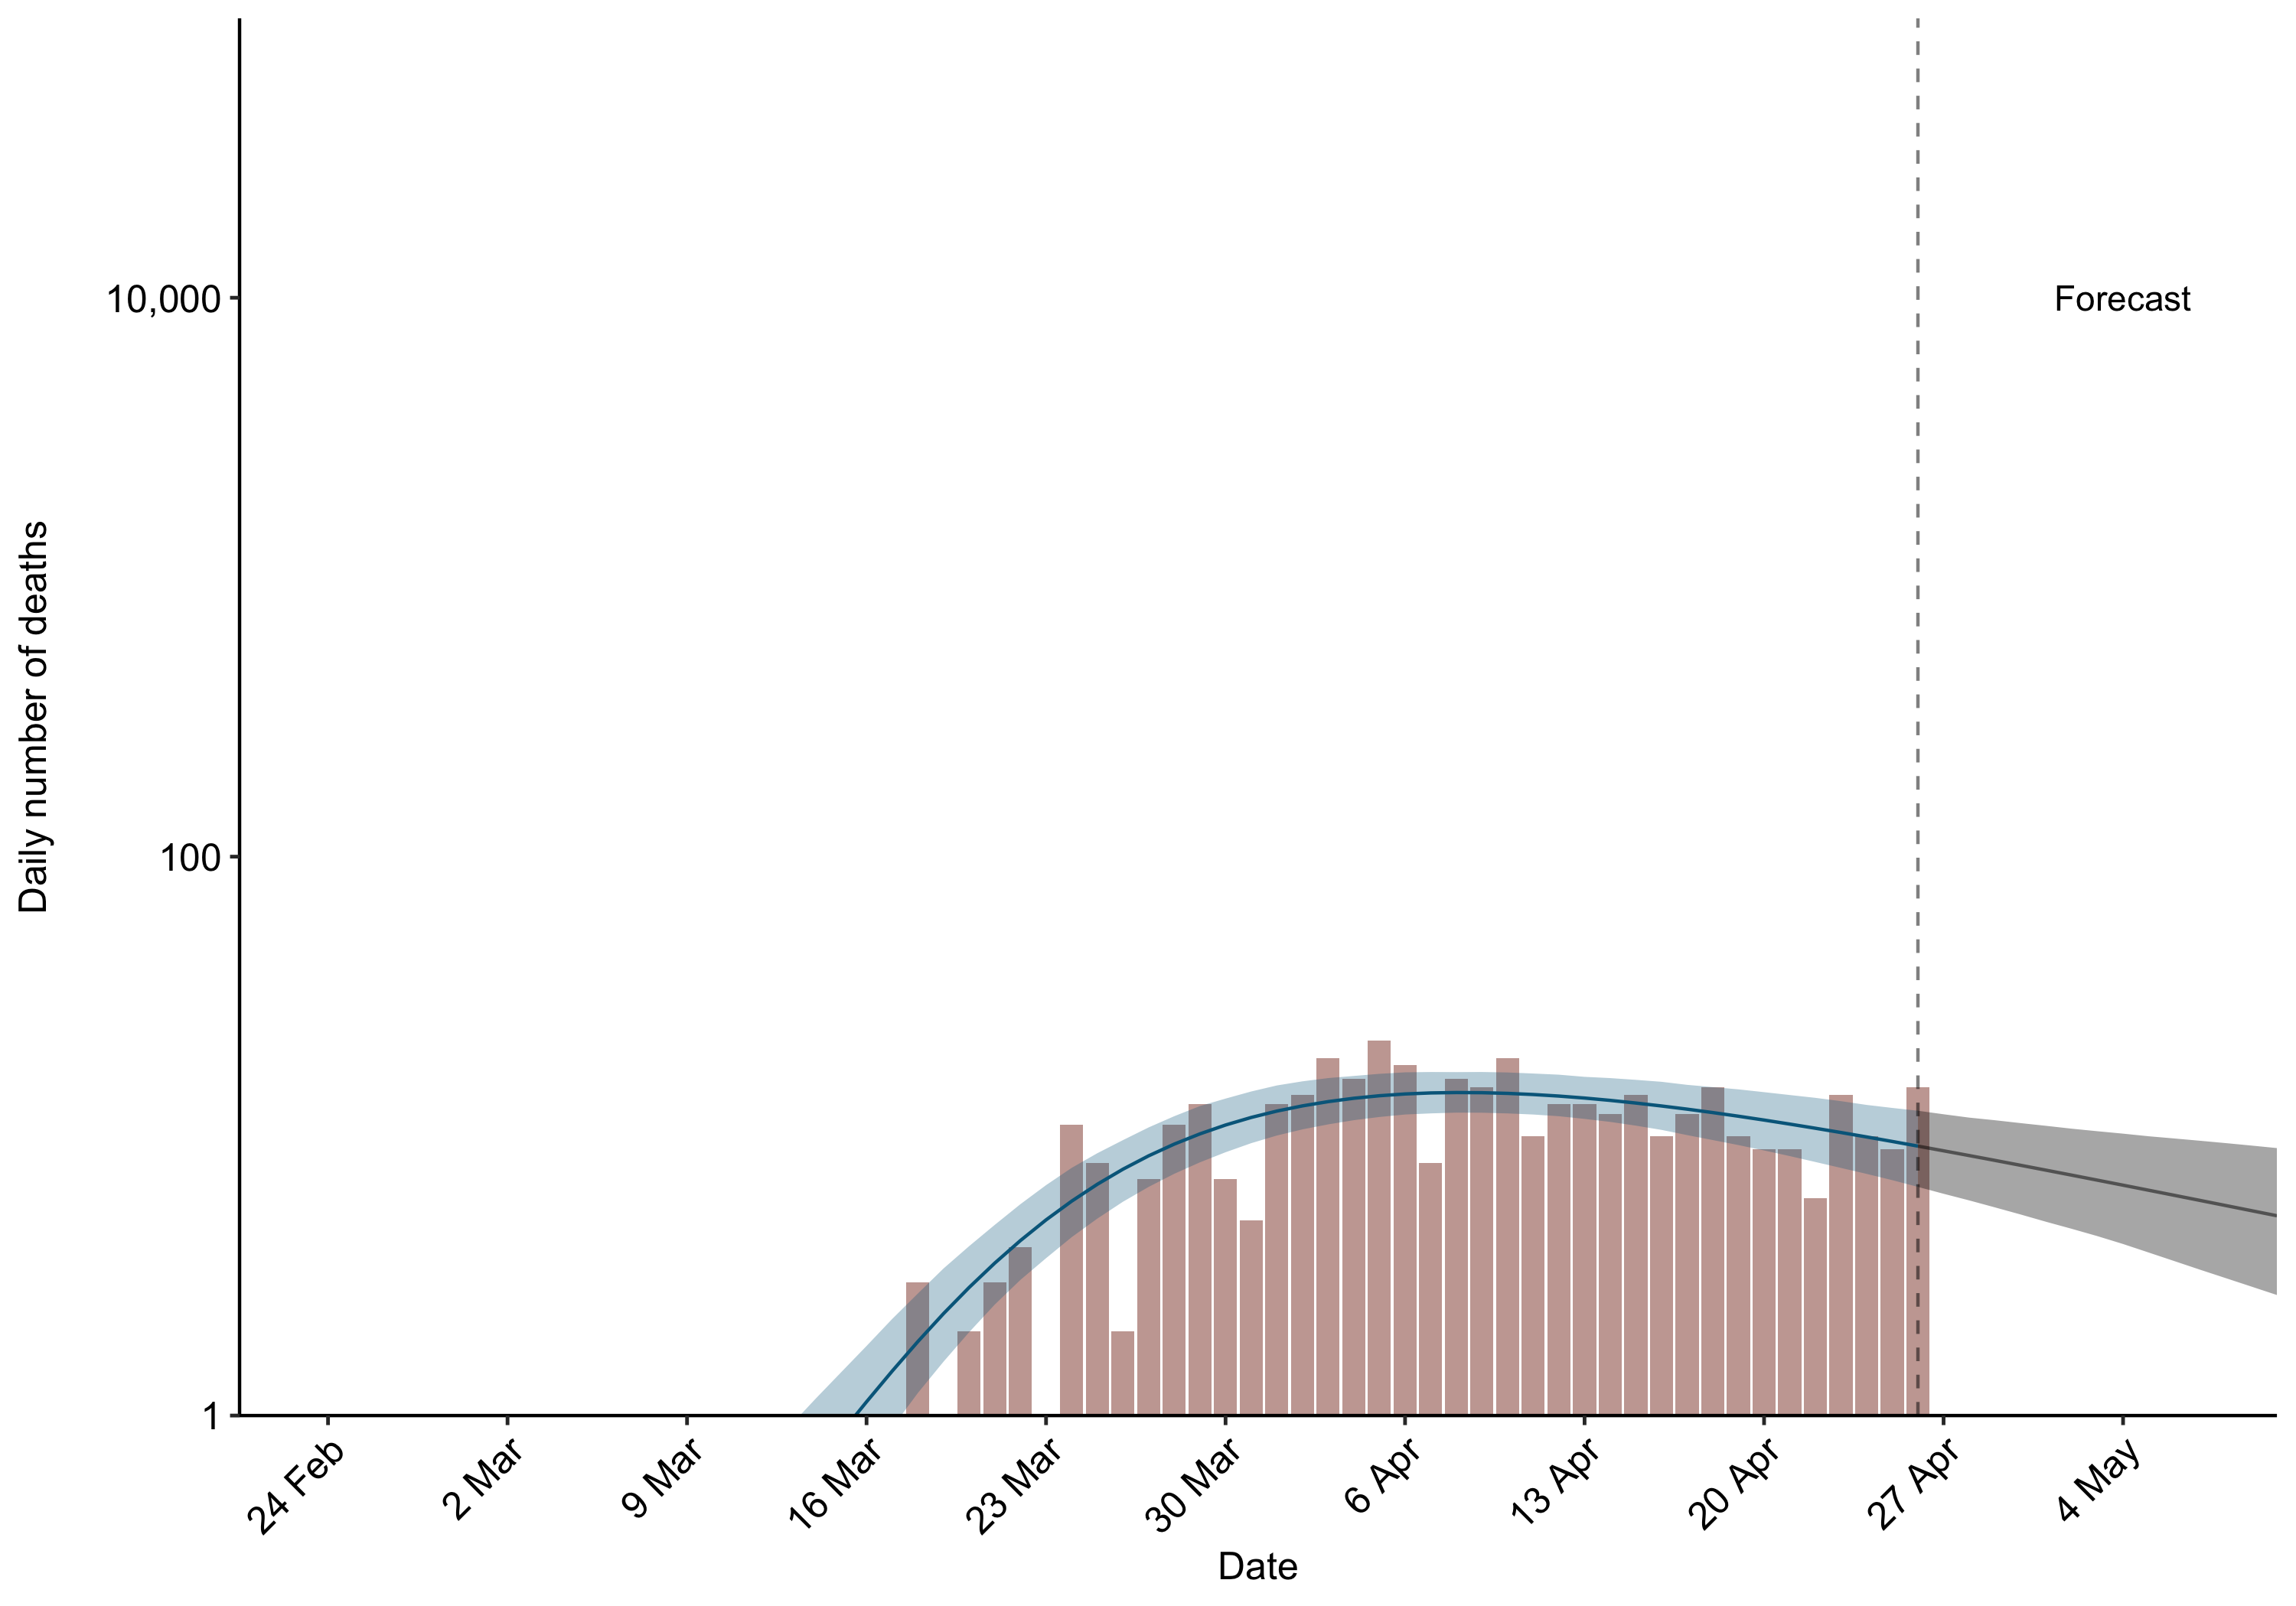 Daily number of deaths
10,000
100
1
Forecast
24 Feb
2 Mar
9 Mar
16 Mar
23 Mar
30 Mar
6 Apr
13 Apr
20 Apr
27 Apr
4 May
Date